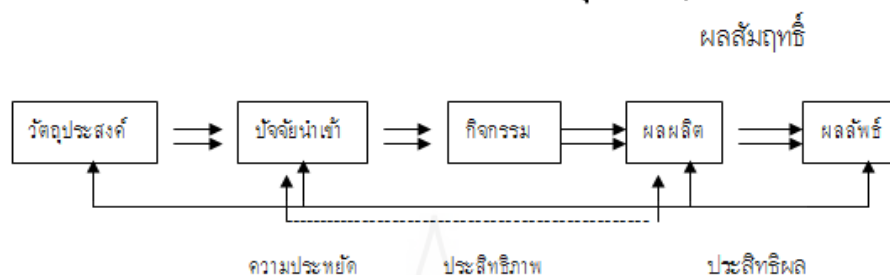 ผลสัมฤทธิ์
วัตถุประสงค์ ปัจจัยนำเข้า กิจกรรม ผลผลิต ผลลัพธ์
ความประหยัด ประสิทธิภาพ ประสิทธิผล